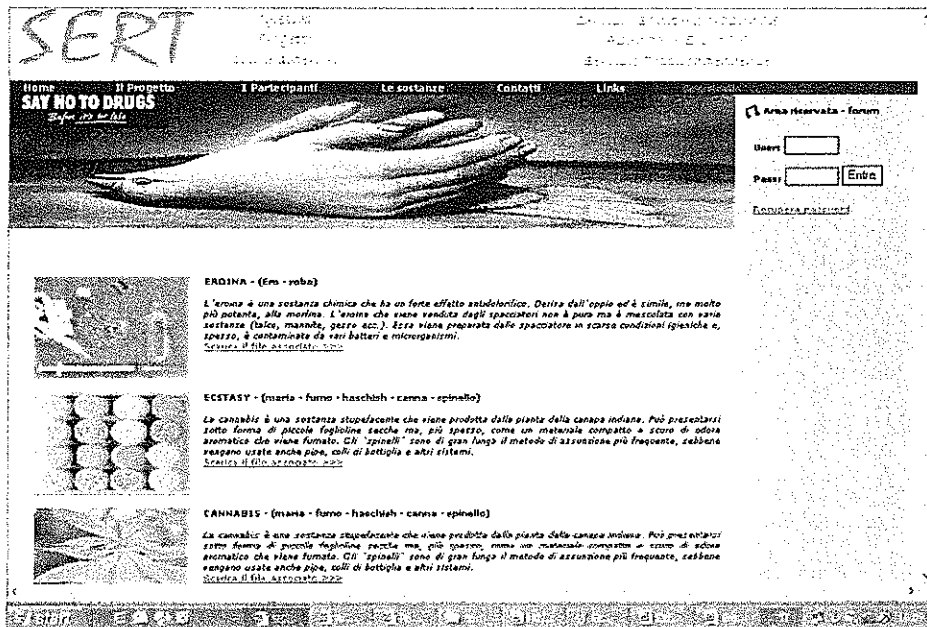 SERT
Home Il Progetto I Partecipanti Le sostanze Contatti Links
SAY NO TO DRUGS
Before it's too late
Area riservata - forum
User:
Pass: Entra
Recupera password
EROINA - (Ero - roba)
L'eroina è una sostanza chimica che ha un forte effetto antidolorifico. Deriva dall'oppio ed è simile, ma molto
più potente, alla morfina. L'eroina che viene venduta dagli spacciatori non è pura ma è mescolata con varie
sostanze (talco, mannite, gesso ecc.). Essa viene preparata dallo spacciatore in scarse condizioni igieniche e,
spesso, è contaminata da vari batteri e microrganismi.
Scarica il file associato >>>
ECSTASY - (maria - fumo - haschish - canna - spinello)
La cannabis è una sostanza stupefacente che viene prodotta dalla pianta della canapa indiana. Può presentarsi
sotto forma di piccole foglioline secche ma, più spesso, come un materiale compatto e scuro di odore
aromatico che viene fumato. Gli 'spinelli' sono di gran lunga il metodo di assunzione più frequente, sebbene
vengano usate anche pipe, colli di bottiglia e altri sistemi.
Scarica il file associato >>>
CANNABIS - (maria - fumo - haschish - canna - spinello)
La cannabis è una sostanza stupefacente che viene prodotta dalla pianta della canapa indiana. Può presentarsi
sotto forma di piccole foglioline secche ma, più spesso, come un materiale compatto e scuro di odore
aromatico che viene fumato. Gli 'spinelli' sono di gran lunga il metodo di assunzione più frequente, sebbene
vengano usate anche pipe, colli di bottiglia e altri sistemi.
Scarica il file associato >>>
start